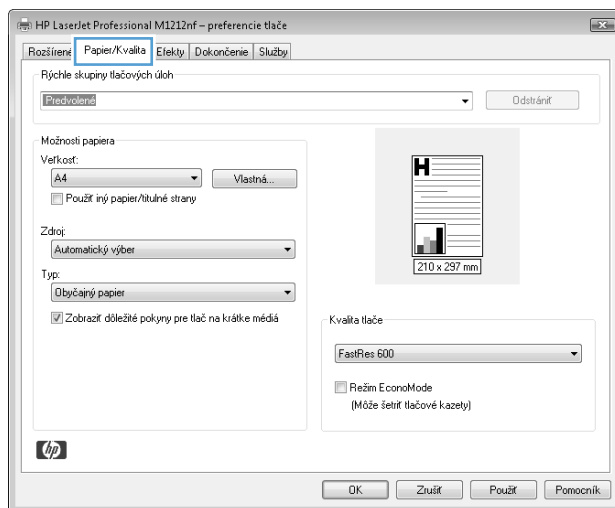 HP LaserJet Professional M1212nf – preferencie tlače
Rozšírené Papier/Kvalita Efekty Dokončenie Služby
Rýchle skupiny tlačových úloh
Predvolené
Odstrániť
Možnosti papiera
Veľkosť:
A4
Vlastná...
Použiť iný papier/titulné strany
Zdroj:
Automatický výber
Typ:
Obyčajný papier
Zobraziť dôležité pokyny pre tlač na krátke médiá
H
210 x 297 mm
Kvalita tlače
FastRes 600
Režim EconoMode
(Môže šetriť tlačové kazety)
hp
OK Zrušiť Použiť Pomocník